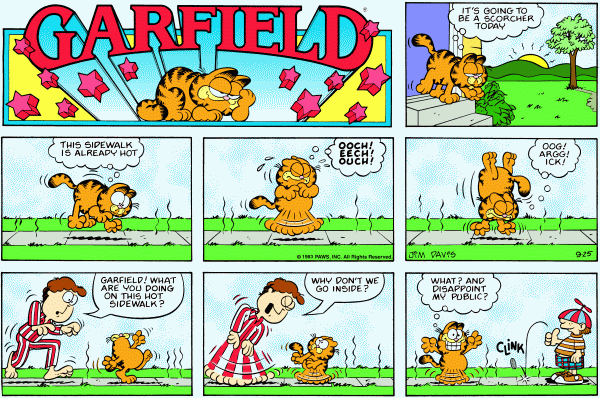 GARFIELD
®
IT'S GOING TO
BE A SCORCHER
TODAY
THIS SIDEWALK
IS ALREADY HOT
OOCH!
EECH!
OUCH!
© 1983 PAWS, INC. All Rights Reserved.
OOG!
ARGG!
ICK!
JIM DAVIS
9-25
GARFIELD! WHAT
ARE YOU DOING
ON THIS HOT
SIDEWALK?
WHY DON'T WE
GO INSIDE?
WHAT? AND
DISAPPOINT
MY PUBLIC?
CLINK